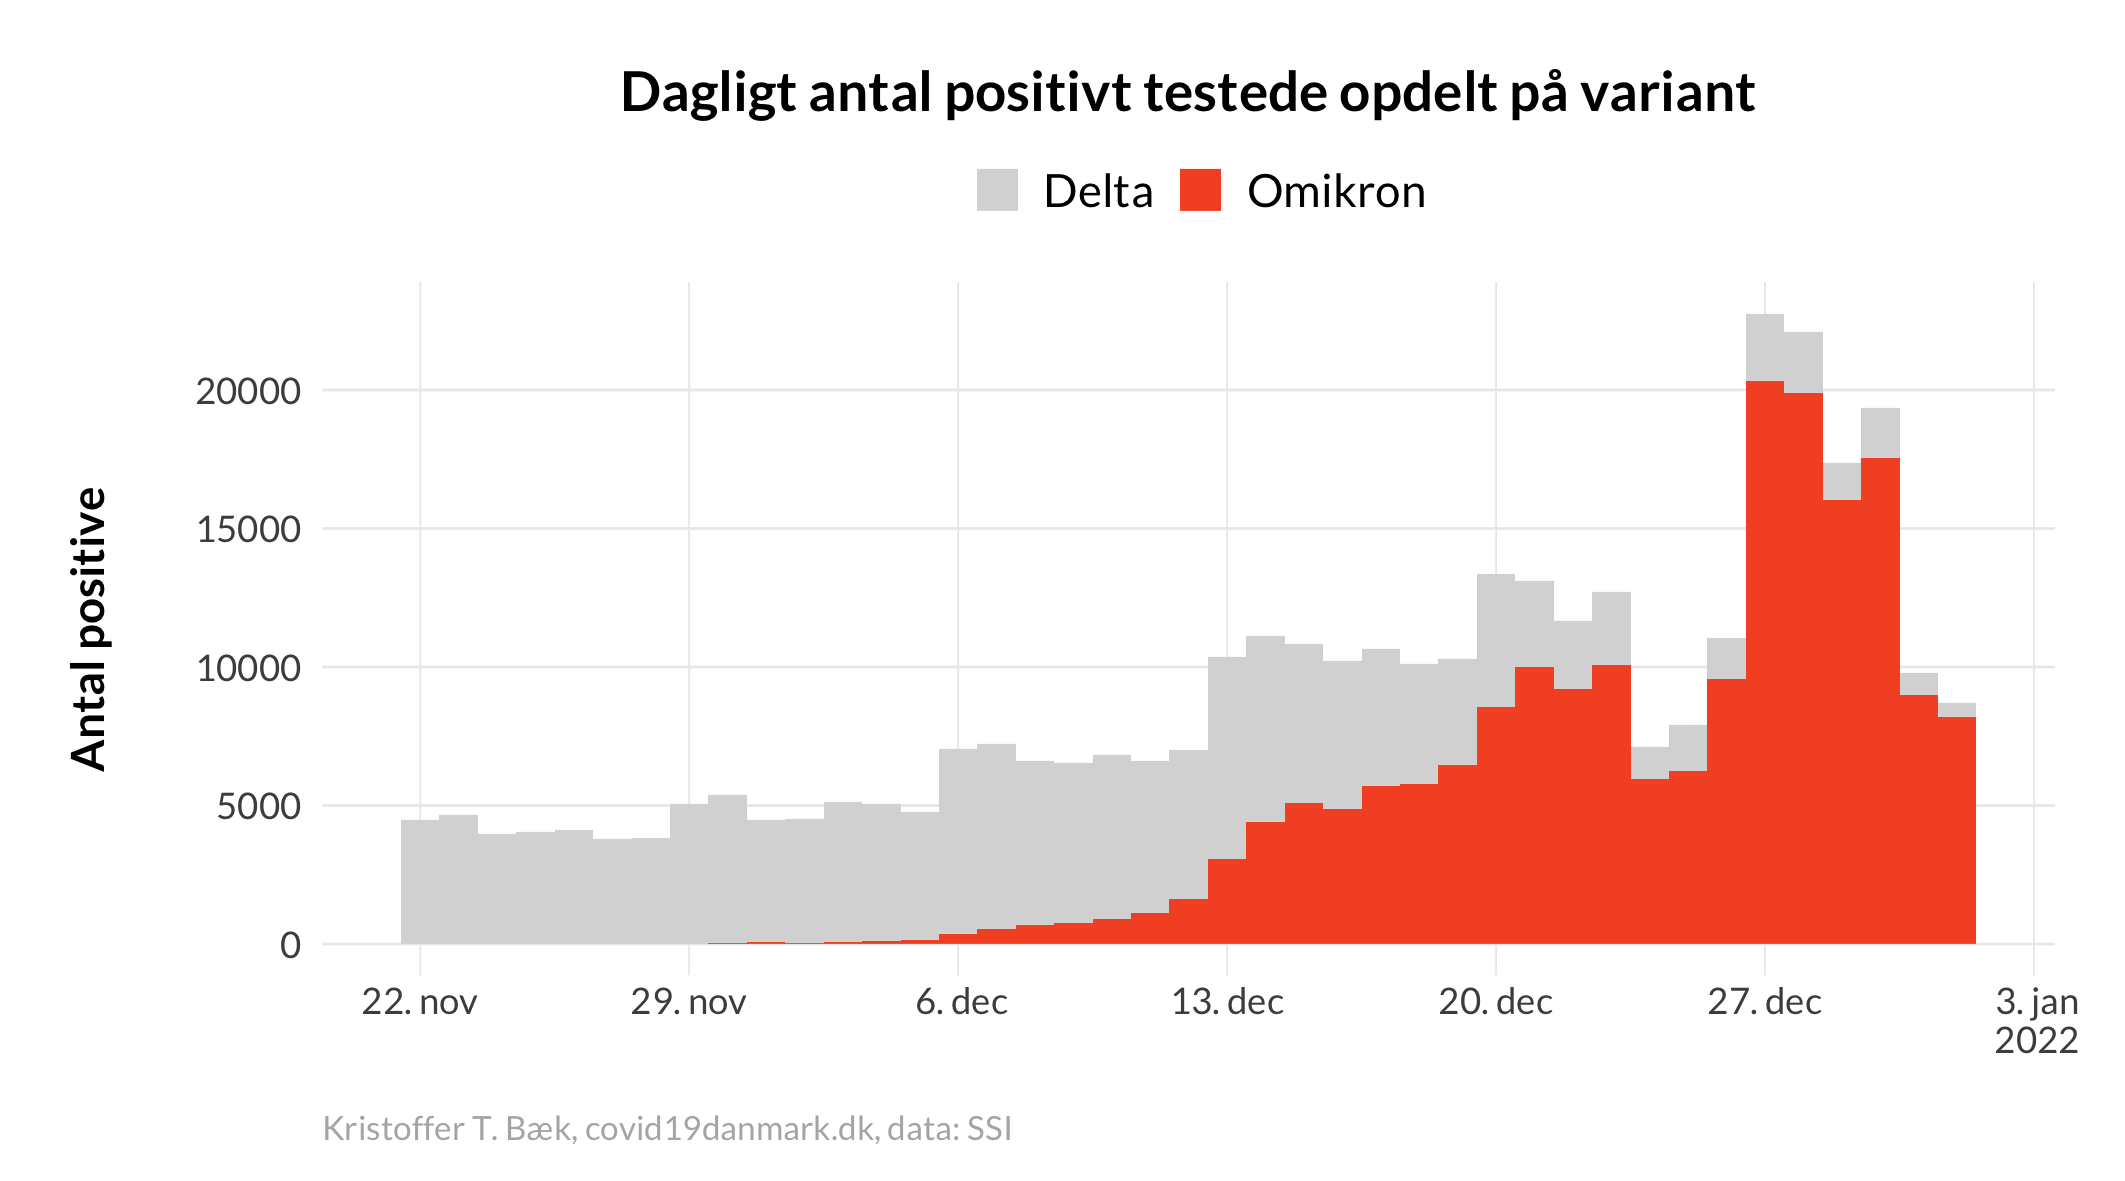 Dagligt antal positivt testede opdelt på variant
Delta
Omikron
Antal positive
20000
15000
10000
5000
0
22. nov
29. nov
6. dec
13. dec
20. dec
27. dec
3. jan
2022
Kristoffer T. Bæk, covid19danmark.dk, data: SSI